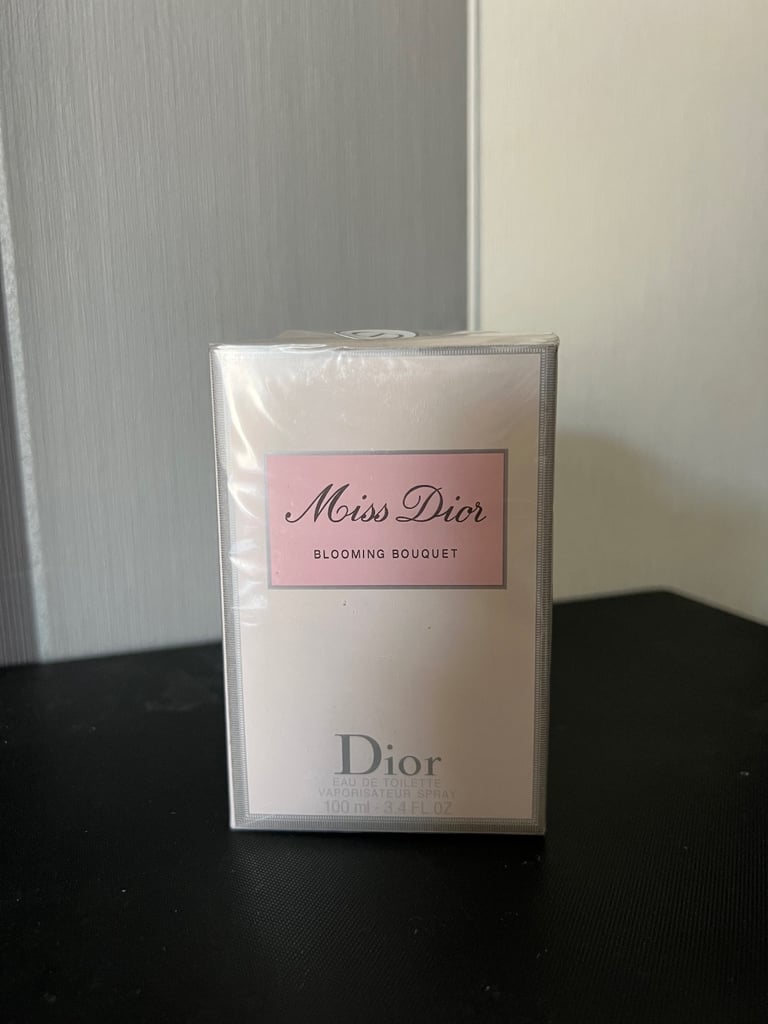 Miss Dior
BLOOMING BOUQUET
Dior
EAU DE TOILETTE
VAPORISATEUR SPRAY
100 ml - 3.4 FL.OZ